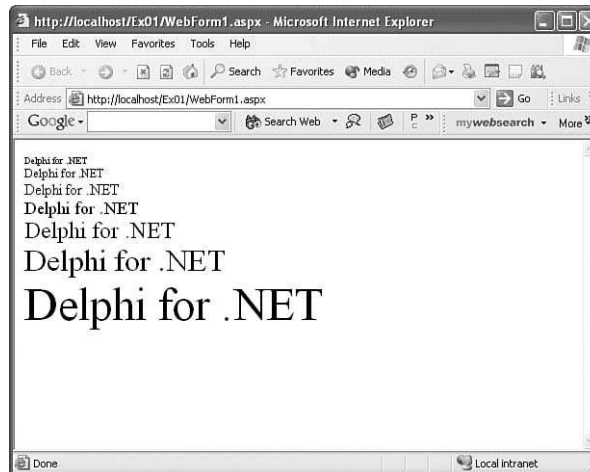 http://localhost/Ex01/WebForm1.aspx - Microsoft Internet Explorer
File Edit View Favorites Tools Help
Back Search Favorites Media
Address http://localhost/Ex01/WebForm1.aspx Go Links
Google Search Web P C » mywebsearch More »
Delphi for .NET
Delphi for .NET
Delphi for .NET
Delphi for .NET
Delphi for .NET
Delphi for .NET
Delphi for .NET
Done Local intranet